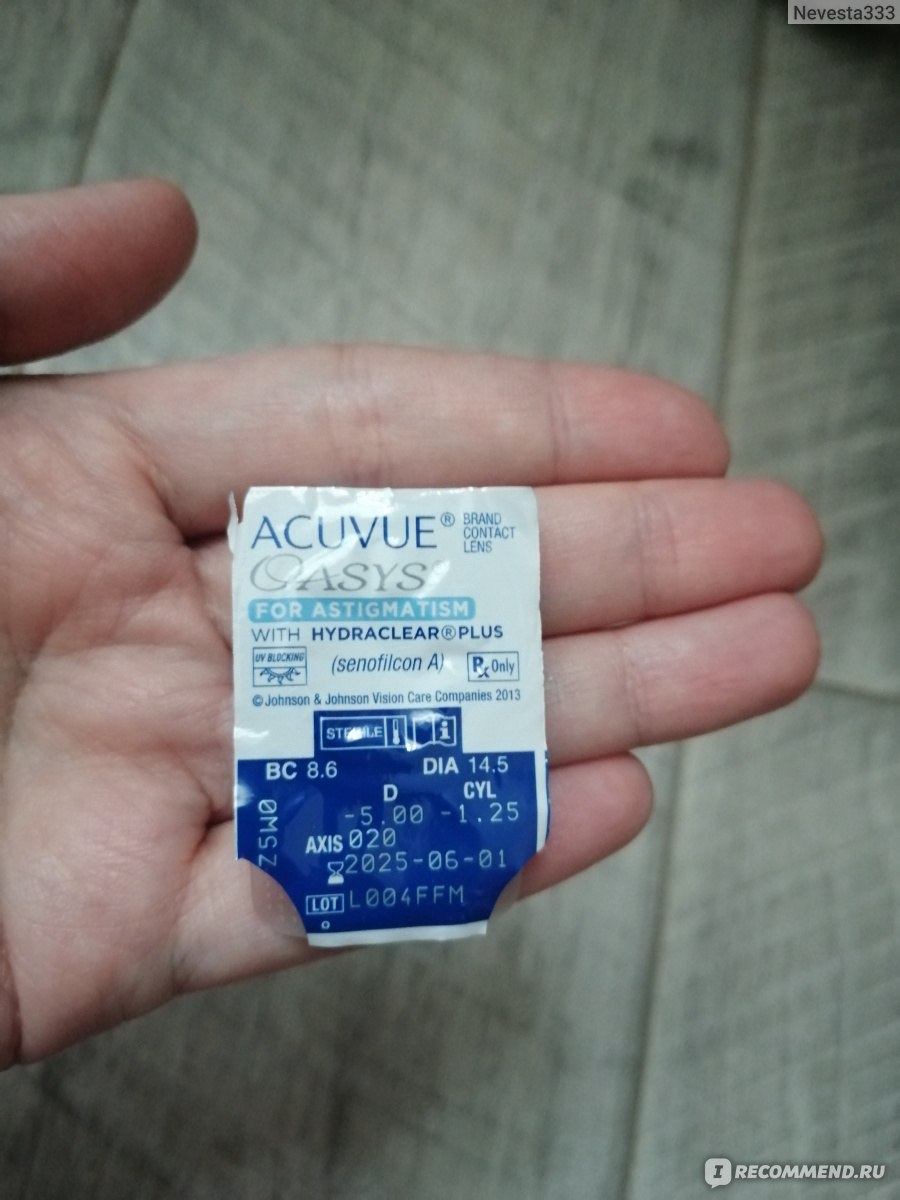 Nevesta333
ACUVUE® BRAND
CONTACT
LENS
OASYS
FOR ASTIGMATISM
WITH HYDRACLEAR® PLUS
UV BLOCKING
(senofilcon A)
Rx Only
© Johnson & Johnson Vision Care Companies 2013
STERILE
BC 8.6 DIA 14.5
D CYL
-5.00 -1.25
AXIS 020
2025-06-01
LOT L004FFM
Z5W0
IRECOMMEND.RU